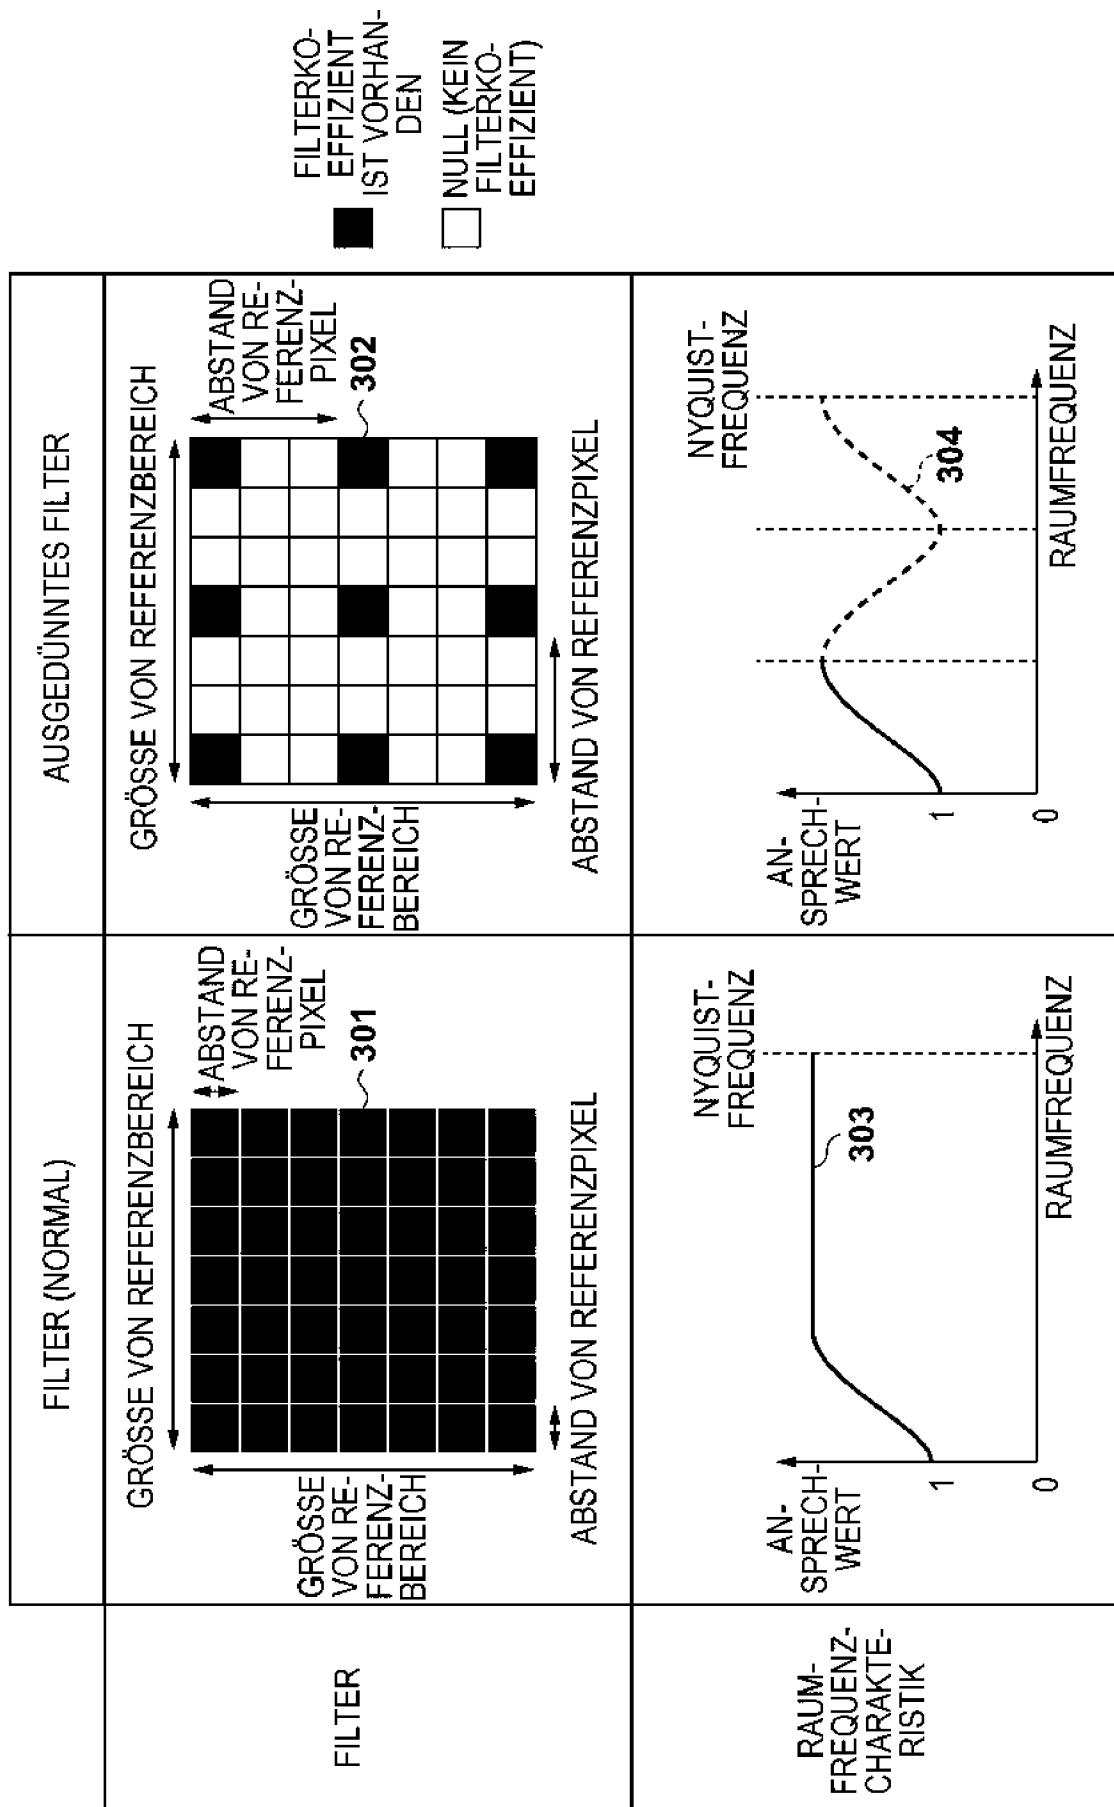 FILTER (NORMAL)
AUSGEDÜNNTES FILTER
FILTER
GRÖSSE VON REFERENZBEREICH
ABSTAND
VON RE-
FERENZ-
PIXEL
301
GRÖSSE
VON RE-
FERENZ-
BEREICH
ABSTAND VON REFERENZPIXEL
GRÖSSE VON REFERENZBEREICH
ABSTAND
VON RE-
FERENZ-
PIXEL
302
GRÖSSE
VON RE-
FERENZ-
BEREICH
ABSTAND VON REFERENZPIXEL
FILTERKO-
EFFIZIENT
IST VORHAN-
DEN
NULL (KEIN
FILTERKO-
EFFIZIENT)
RAUM-
FREQUENZ-
CHARAKTE-
RISTIK
AN-
SPRECH-
WERT
NYQUIST-
FREQUENZ
303
1
0
RAUMFREQUENZ
AN-
SPRECH-
WERT
NYQUIST-
FREQUENZ
304
1
0
RAUMFREQUENZ